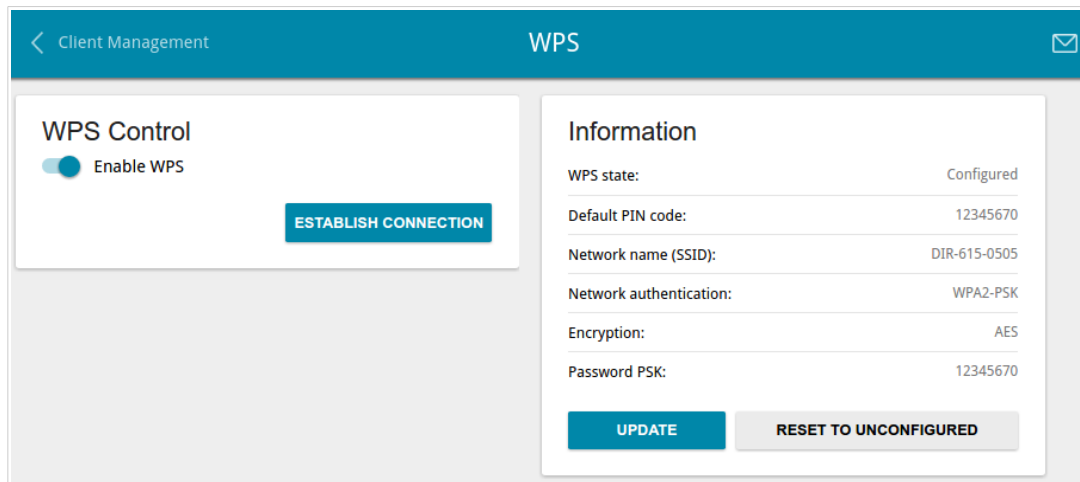 Client Management
WPS
WPS Control
Enable WPS
ESTABLISH CONNECTION
Information
WPS state: Configured
Default PIN code: 12345670
Network name (SSID): DIR-615-0505
Network authentication: WPA2-PSK
Encryption: AES
Password PSK: 12345670
UPDATE
RESET TO UNCONFIGURED